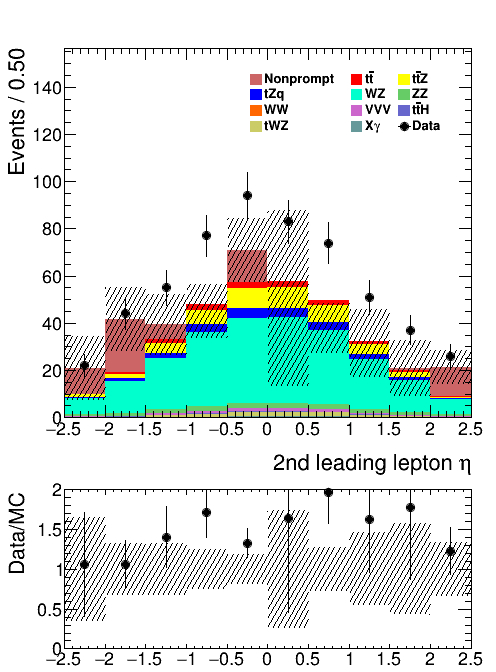 Events / 0.50
140
120
100
80
60
40
20
0
Nonprompt tt̄ tt̄Z
tZq WZ ZZ
WW VVV tt̄H
tWZ Xγ Data
−2.5 −2 −1.5 −1 −0.5 0 0.5 1 1.5 2 2.5
2nd leading lepton η
Data/MC
2
1.5
1
0.5
0
−2.5 −2 −1.5 −1 −0.5 0 0.5 1 1.5 2 2.5